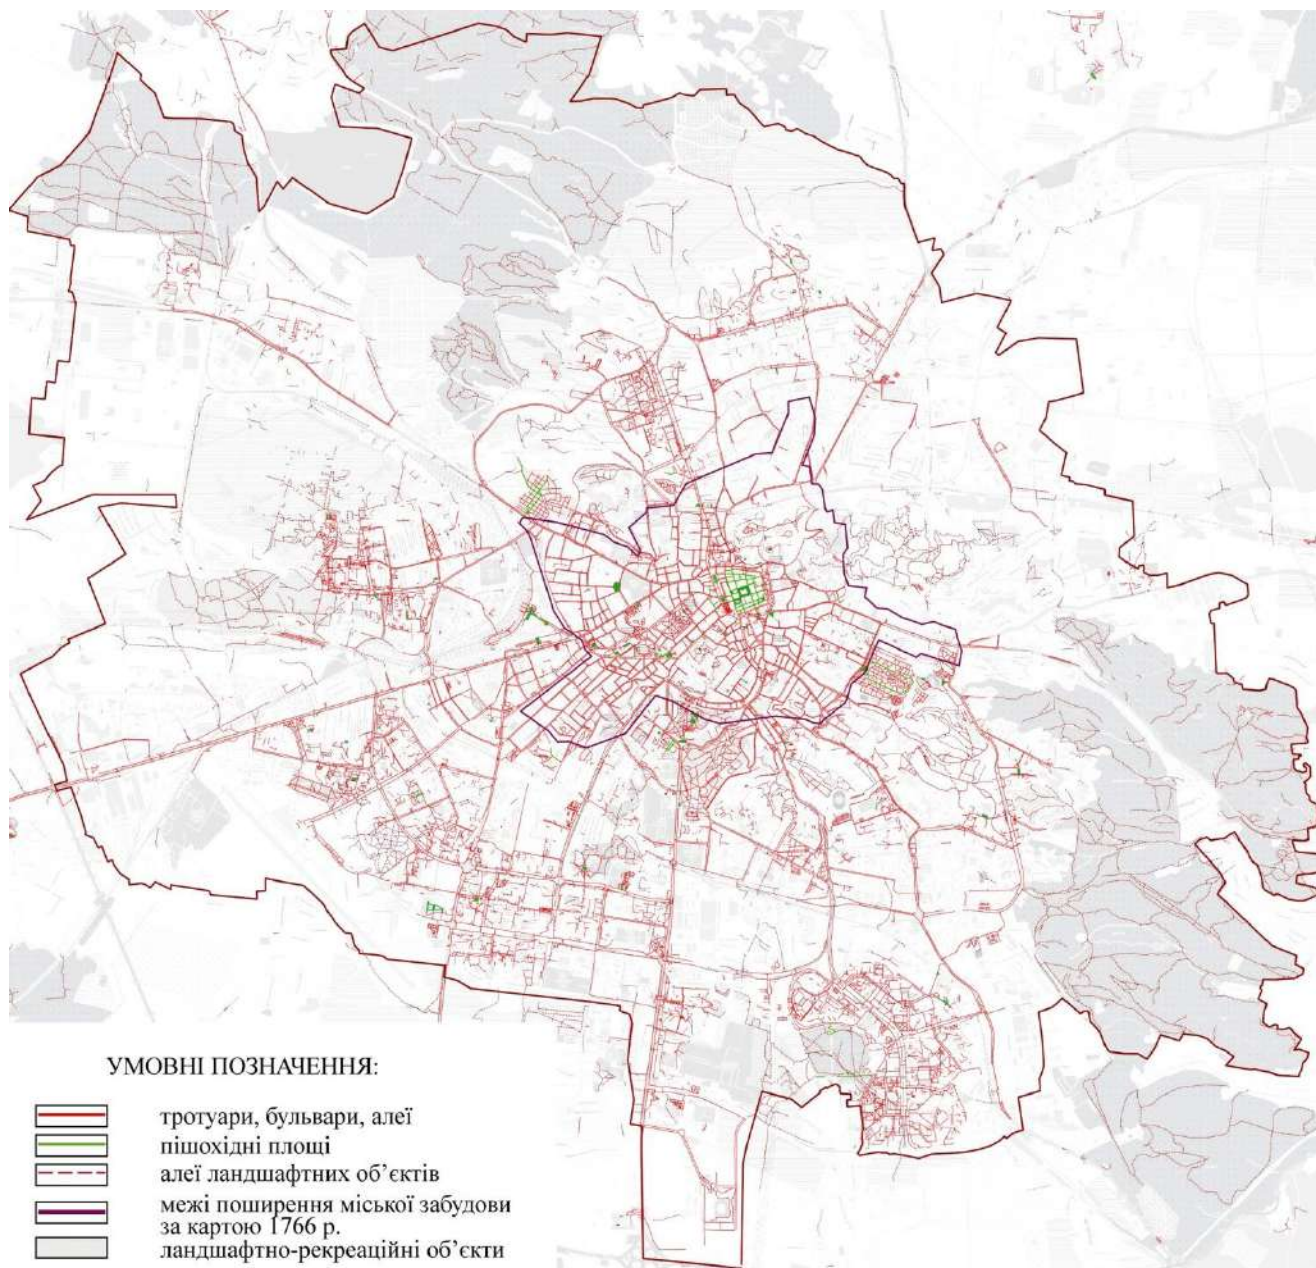 УМОВНІ ПОЗНАЧЕННЯ:
тротуари, бульвари, алеї
пішохідні площі
алеї ландшафтних об’єктів
межі поширення міської забудови
за картою 1766 р.
ландшафтно-рекреаційні об’єкти